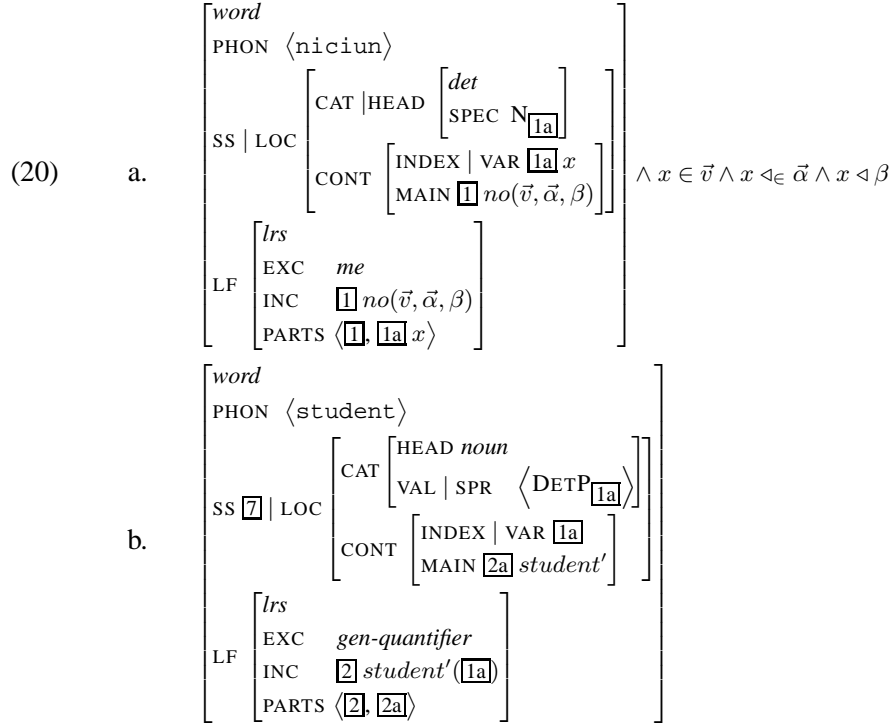 word
PHON ⟨niciun⟩
CAT |HEAD [det
SPEC N 1a]
SS | LOC
CONT [INDEX | VAR 1a x
MAIN 1 no(v⃗, α⃗, β)]
(20) a. ∧ x ∈ v⃗ ∧ x ◁∈ α⃗ ∧ x ◁ β
lrs
EXC me
LF
INC 1 no(v⃗, α⃗, β)
PARTS ⟨1, 1a x⟩
word
PHON ⟨student⟩
HEAD noun
CAT
VAL | SPR ⟨DETP 1a⟩
SS 7 | LOC
b.
INDEX | VAR 1a
CONT
MAIN 2a student′
lrs
EXC gen-quantifier
LF
INC 2 student′(1a)
PARTS ⟨2, 2a⟩